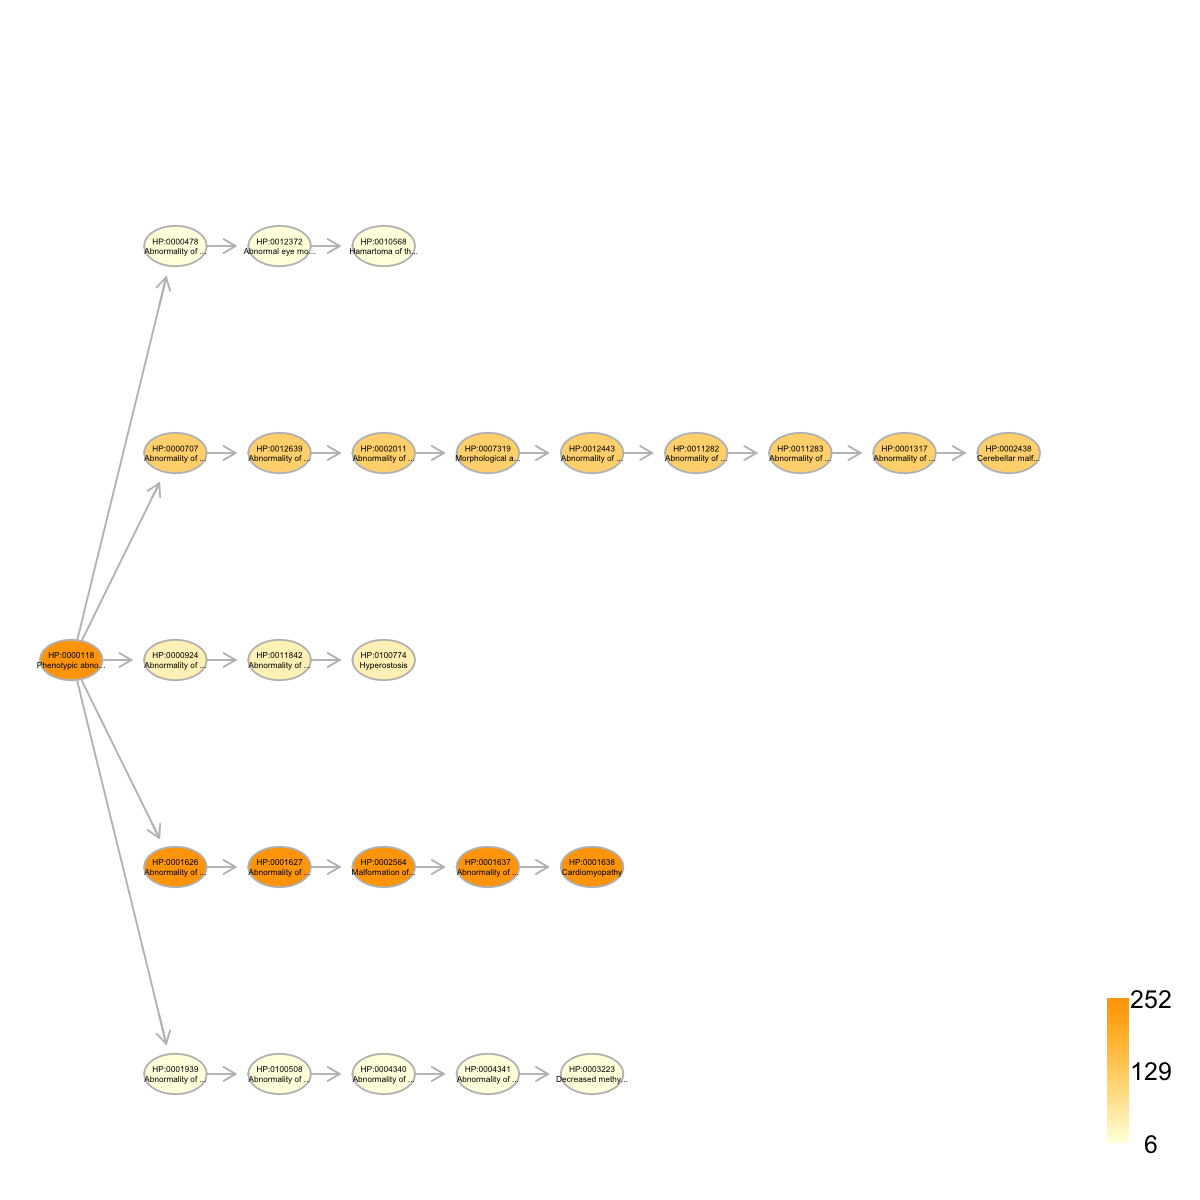 HP:0000478
Abnormality of ...
HP:0012372
Abnormal eye mo...
HP:0010568
Hamartoma of th...
HP:0000707
Abnormality of ...
HP:0012639
Abnormality of ...
HP:0002011
Abnormality of ...
HP:0007319
Morphological a...
HP:0012443
Abnormality of ...
HP:0011282
Abnormality of ...
HP:0011283
Abnormality of ...
HP:0001317
Abnormality of ...
HP:0002438
Cerebellar malf...
HP:0000118
Phenotypic abno...
HP:0000924
Abnormality of ...
HP:0011842
Abnormality of ...
HP:0100774
Hyperostosis
HP:0001626
Abnormality of ...
HP:0001627
Abnormality of ...
HP:0002564
Malformation of...
HP:0001637
Abnormality of ...
HP:0001638
Cardiomyopathy
HP:0001939
Abnormality of ...
HP:0100508
Abnormality of ...
HP:0004340
Abnormality of ...
HP:0004341
Abnormality of ...
HP:0003223
Decreased methy...
252
129
6